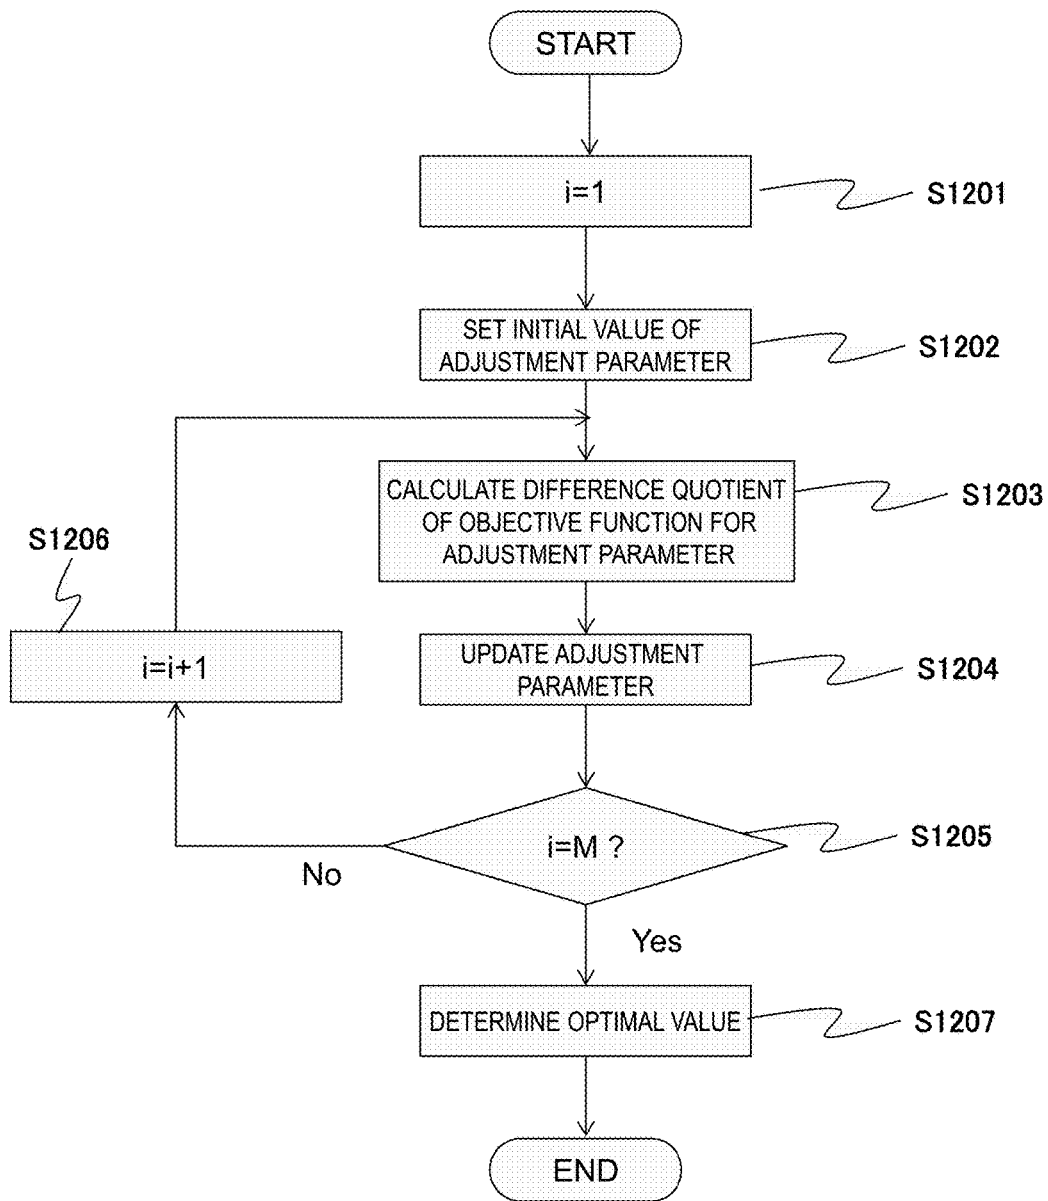 START
i=1
S1201
SET INITIAL VALUE OF
ADJUSTMENT PARAMETER
S1202
CALCULATE DIFFERENCE QUOTIENT
OF OBJECTIVE FUNCTION FOR
ADJUSTMENT PARAMETER
S1203
S1206
i=i+1
UPDATE ADJUSTMENT
PARAMETER
S1204
i=M ?
S1205
No
Yes
DETERMINE OPTIMAL VALUE
S1207
END